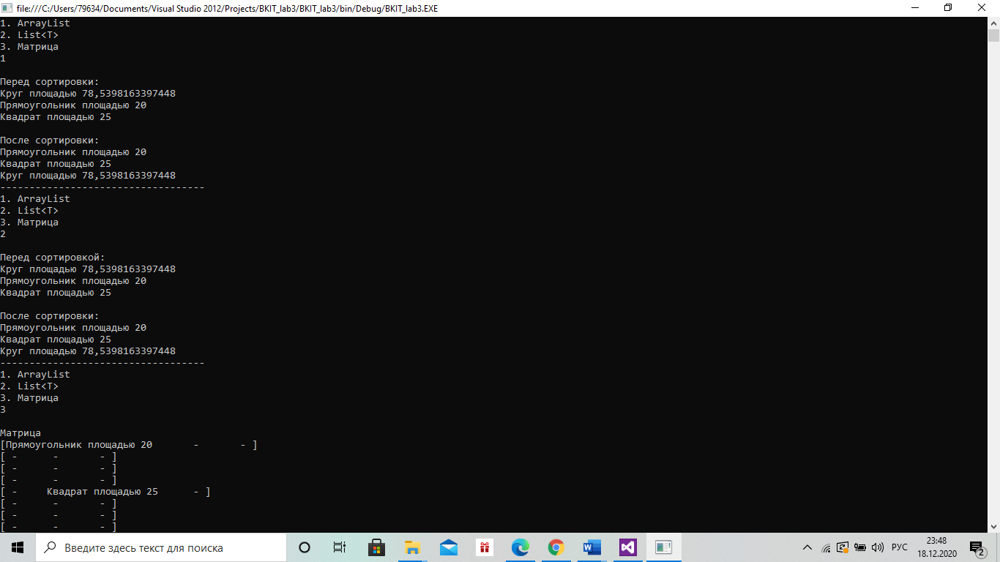 file:///C:/Users/79634/Documents/Visual Studio 2012/Projects/BKIT_lab3/BKIT_lab3/bin/Debug/BKIT_lab3.EXE
1. ArrayList
2. List<T>
3. Матрица
1
Перед сортировки:
Круг площадью 78,5398163397448
Прямоугольник площадью 20
Квадрат площадью 25
После сортировки:
Прямоугольник площадью 20
Квадрат площадью 25
Круг площадью 78,5398163397448
-----------------------------------
1. ArrayList
2. List<T>
3. Матрица
2
Перед сортировкой:
Круг площадью 78,5398163397448
Прямоугольник площадью 20
Квадрат площадью 25
После сортировки:
Прямоугольник площадью 20
Квадрат площадью 25
Круг площадью 78,5398163397448
-----------------------------------
1. ArrayList
2. List<T>
3. Матрица
3
Матрица
[Прямоугольник площадью 20       -       - ]
[ -      -       - ]
[ -      -       - ]
[ -      -       - ]
[ -     Квадрат площадью 25      - ]
[ -      -       - ]
[ -      -       - ]
[ -      -       - ]
Введите здесь текст для поиска
РУС
23:48
18.12.2020
2